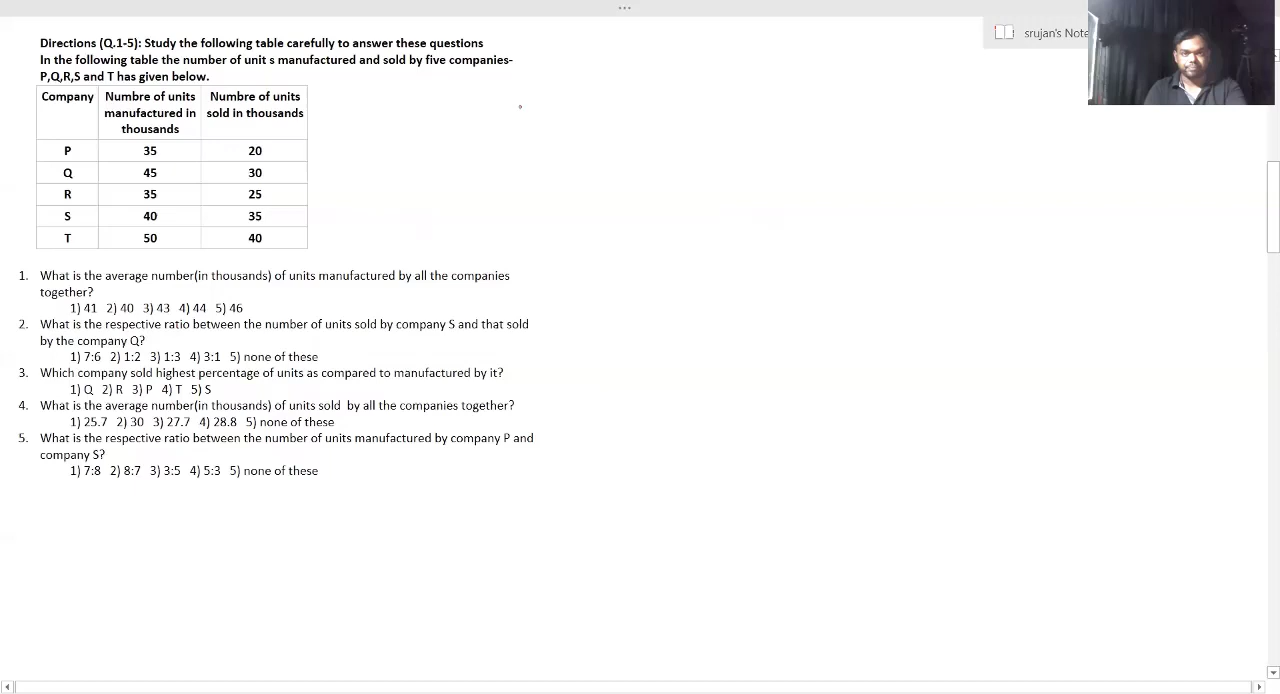 ...
srujan's Note
Directions (Q.1-5): Study the following table carefully to answer these questions
In the following table the number of unit s manufactured and sold by five companies-
P,Q,R,S and T has given below.
Company Numbre of units manufactured in thousands Numbre of units sold in thousands
P 35 20
Q 45 30
R 35 25
S 40 35
T 50 40
1. What is the average number(in thousands) of units manufactured by all the companies
together?
1) 41 2) 40 3) 43 4) 44 5) 46
2. What is the respective ratio between the number of units sold by company S and that sold
by the company Q?
1) 7:6 2) 1:2 3) 1:3 4) 3:1 5) none of these
3. Which company sold highest percentage of units as compared to manufactured by it?
1) Q 2) R 3) P 4) T 5) S
4. What is the average number(in thousands) of units sold by all the companies together?
1) 25.7 2) 30 3) 27.7 4) 28.8 5) none of these
5. What is the respective ratio between the number of units manufactured by company P and
company S?
1) 7:8 2) 8:7 3) 3:5 4) 5:3 5) none of these